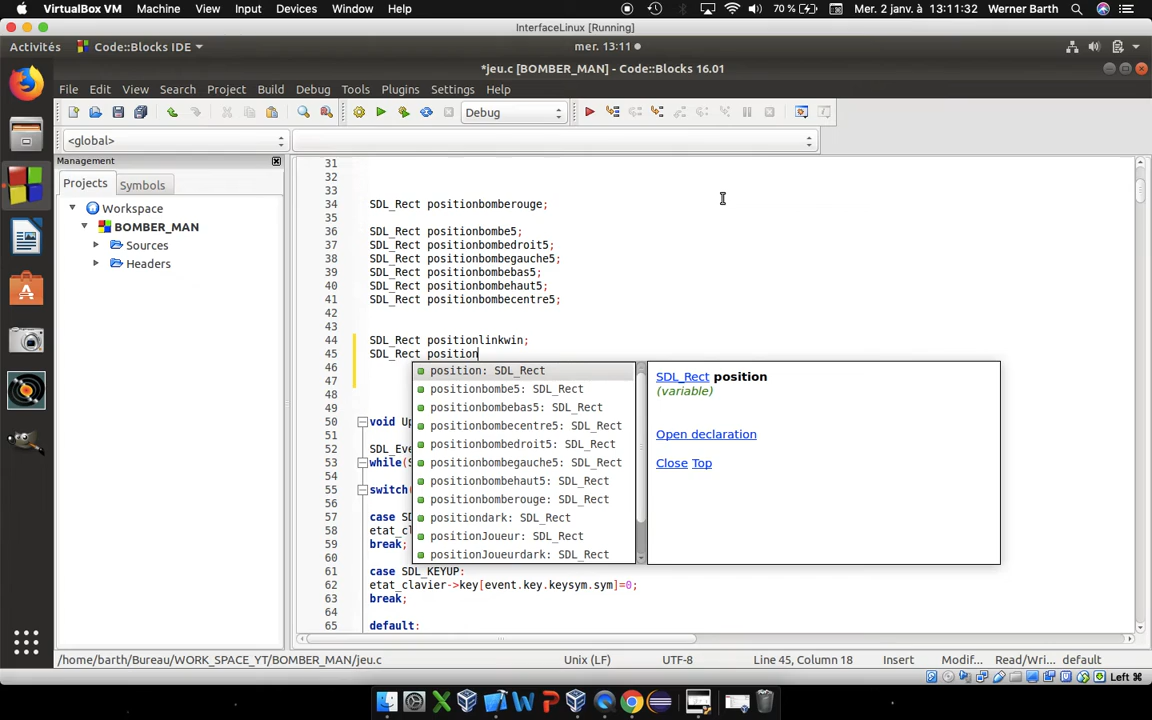 VirtualBox VM Machine View Input Devices Window Help 70 % Mer. 2 janv. à 13:11:32 Werner Barth
InterfaceLinux [Running]
Activités Code::Blocks IDE mer. 13:11
*jeu.c [BOMBER_MAN] - Code::Blocks 16.01
File Edit View Search Project Build Debug Tools Plugins Settings Help
Debug
<global>
Management
Projects Symbols
Workspace
BOMBER_MAN
Sources
Headers
31
32
33
34 SDL_Rect positionbomberouge;
35
36 SDL_Rect positionbombe5;
37 SDL_Rect positionbombedroit5;
38 SDL_Rect positionbombegauche5;
39 SDL_Rect positionbombebas5;
40 SDL_Rect positionbombehaut5;
41 SDL_Rect positionbombecentre5;
42
43
44 SDL_Rect positionlinkwin;
45 SDL_Rect position
46
47
48
49
50 void Up
51
52 SDL_Eve
53 while(S
54
55 switch(
56
57 case SD
58 etat_cl
59 break;
60
61 case SDL_KEYUP:
62 etat_clavier->key[event.key.keysym.sym]=0;
63 break;
64
65 default:
position: SDL_Rect
positionbombe5: SDL_Rect
positionbombebas5: SDL_Rect
positionbombecentre5: SDL_Rect
positionbombedroit5: SDL_Rect
positionbombegauche5: SDL_Rect
positionbombehaut5: SDL_Rect
positionbomberouge: SDL_Rect
positiondark: SDL_Rect
positionJoueur: SDL_Rect
positionJoueurdark: SDL_Rect
SDL_Rect position
(variable)
Open declaration
Close Top
/home/barth/Bureau/WORK_SPACE_YT/BOMBER_MAN/jeu.c Unix (LF) UTF-8 Line 45, Column 18 Insert Modif... Read/Wri... default
Left ⌘